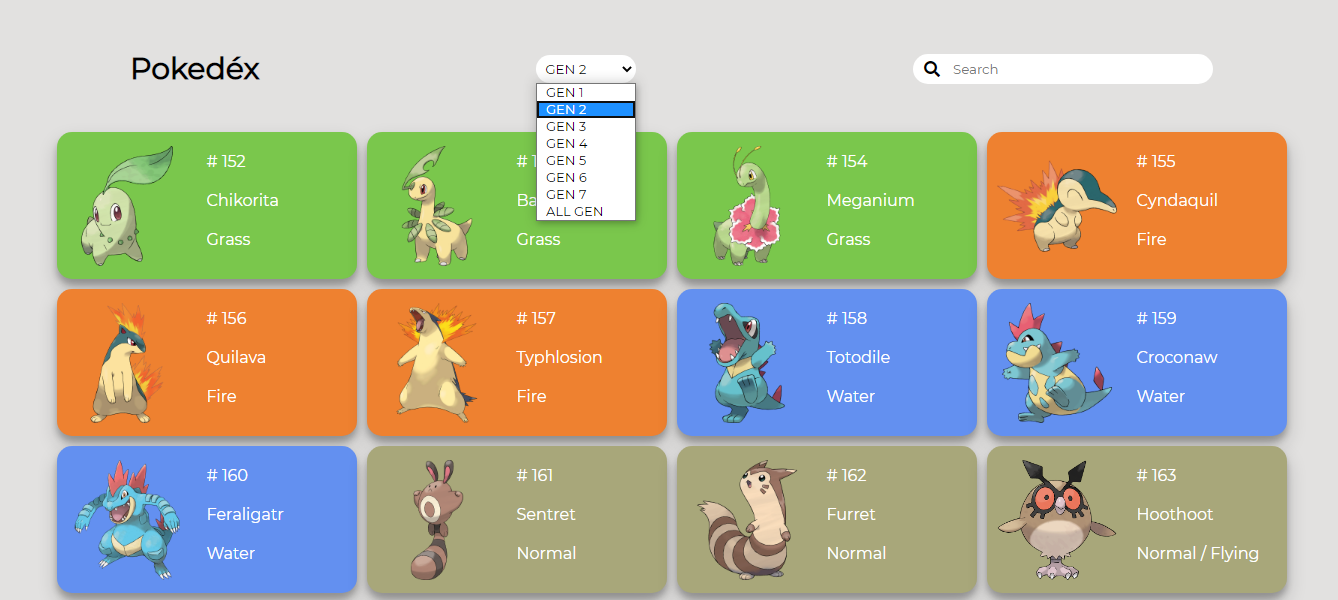 Pokedéx
GEN 2
Search
GEN 1
GEN 2
GEN 3
GEN 4
GEN 5
GEN 6
GEN 7
ALL GEN
# 152
Chikorita
Grass
# 1
Ba
Grass
# 154
Meganium
Grass
# 155
Cyndaquil
Fire
# 156
Quilava
Fire
# 157
Typhlosion
Fire
# 158
Totodile
Water
# 159
Croconaw
Water
# 160
Feraligatr
Water
# 161
Sentret
Normal
# 162
Furret
Normal
# 163
Hoothoot
Normal / Flying